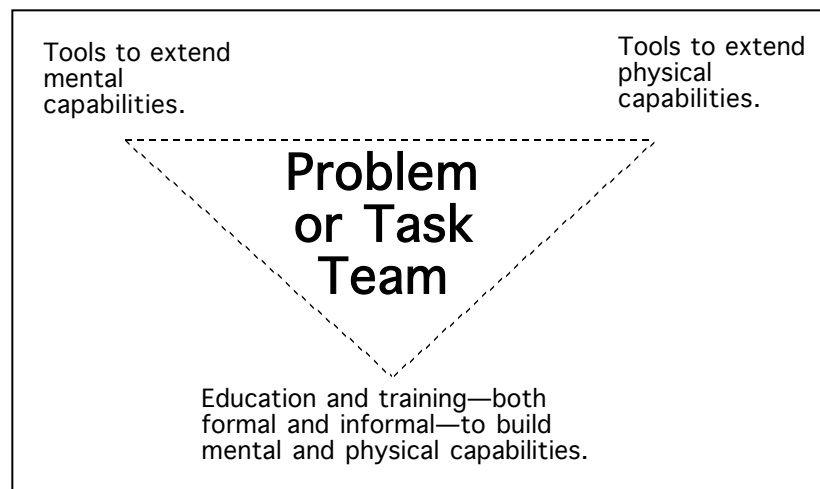 Tools to extend
mental
capabilities.
Tools to extend
physical
capabilities.
Problem
or Task
Team
Education and training—both
formal and informal—to build
mental and physical capabilities.